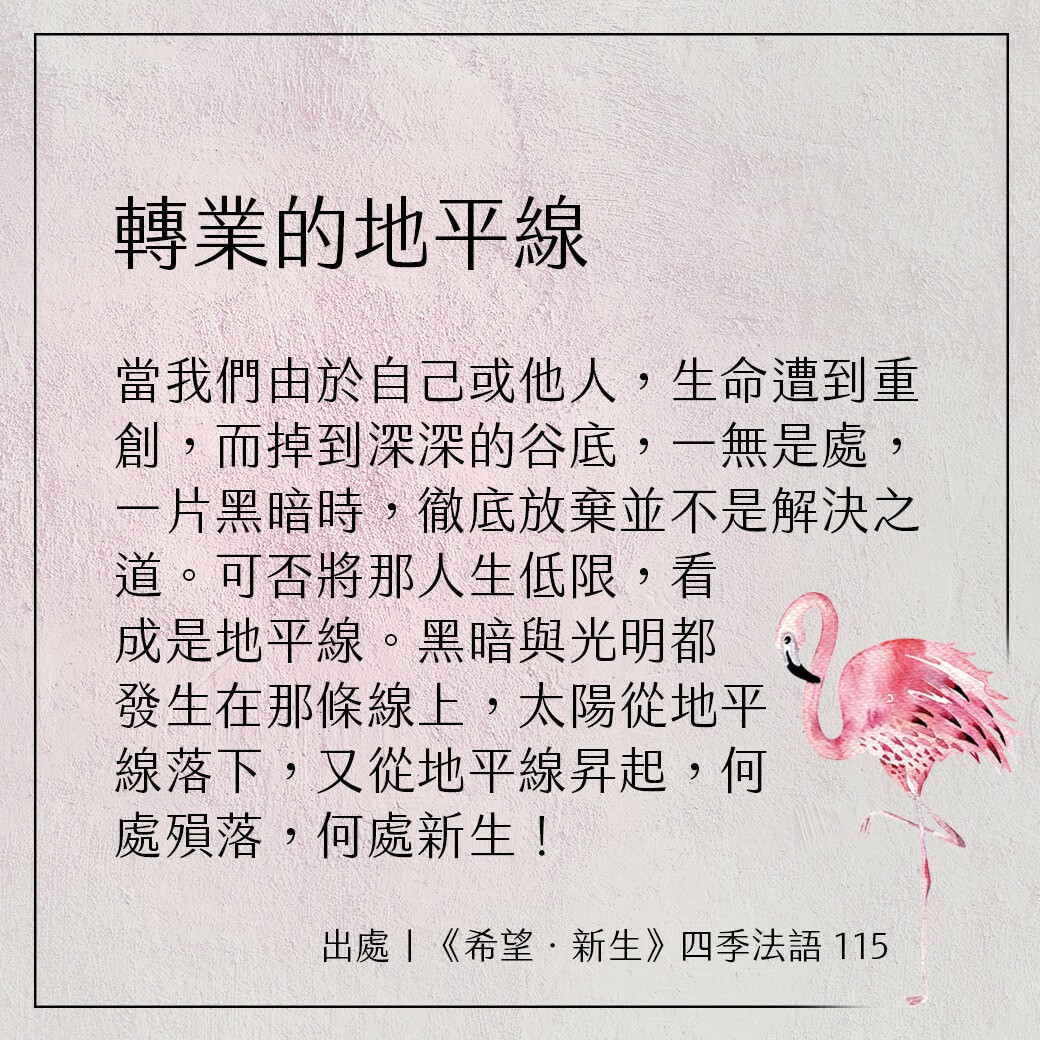 轉業的地平線
當我們由於自己或他人，生命遭到重
創，而掉到深深的谷底，一無是處，
一片黑暗時，徹底放棄並不是解決之
道。可否將那人生低限，看
成是地平線。黑暗與光明都
發生在那條線上，太陽從地平
線落下，又從地平線昇起，何
處殞落，何處新生！
出處｜《希望．新生》四季法語 115